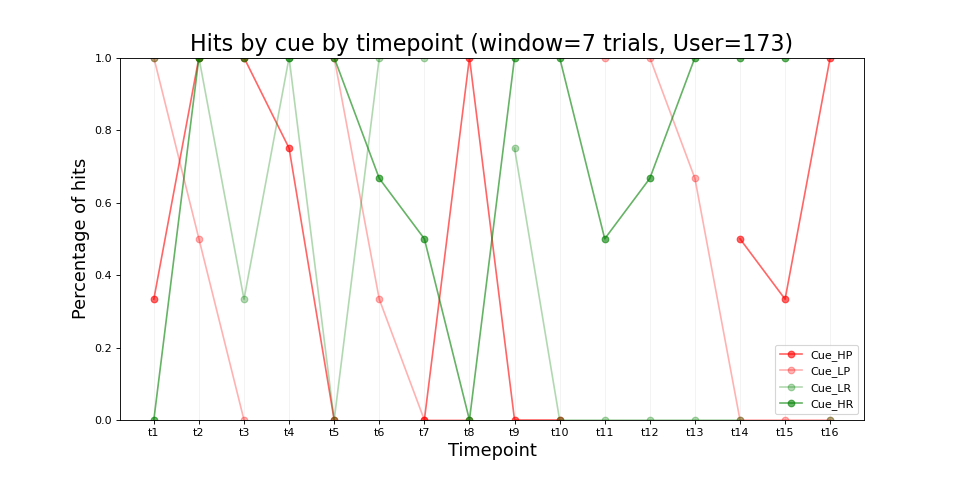 Hits by cue by timepoint (window=7 trials, User=173)
Percentage of hits
1.0
0.8
0.6
0.4
0.2
0.0
t1 t2 t3 t4 t5 t6 t7 t8 t9 t10 t11 t12 t13 t14 t15 t16
Timepoint
Cue_HP
Cue_LP
Cue_LR
Cue_HR